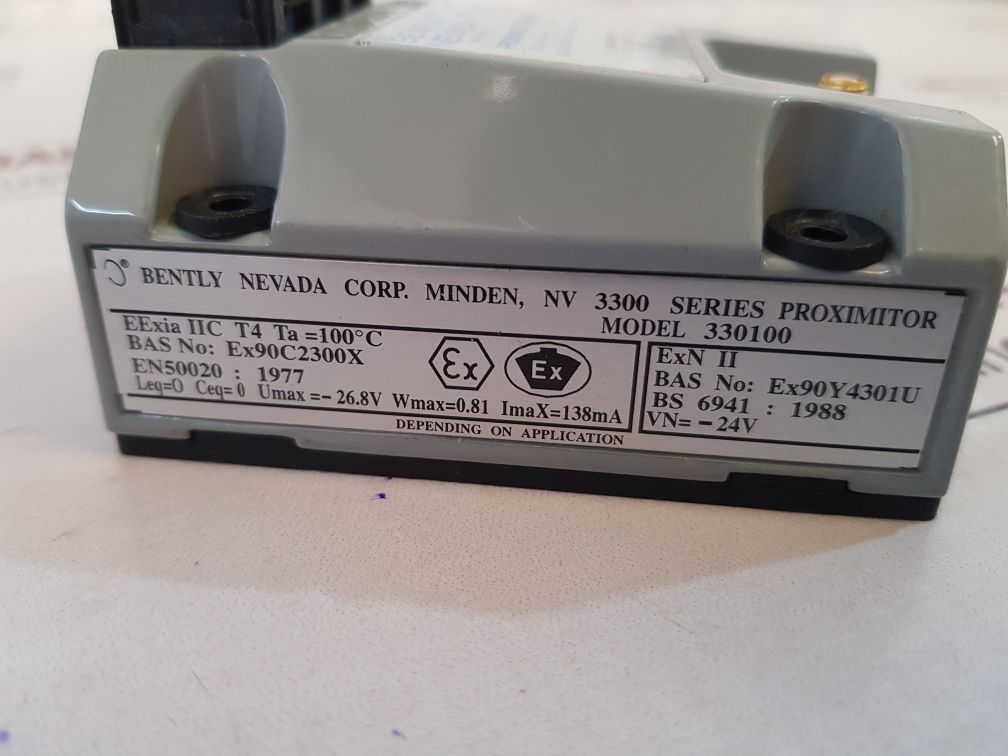 ® BENTLY NEVADA CORP. MINDEN, NV 3300 SERIES PROXIMITOR
MODEL 330100
EExia IIC T4 Ta =100°C
BAS No: Ex90C2300X
EN50020 : 1977
Leq=O Ceq= 0 Umax =- 26.8V Wmax=0.81 ImaX=138mA
εx
Ex
ExN II
BAS No: Ex90Y4301U
BS 6941 : 1988
VN= - 24V
DEPENDING ON APPLICATION